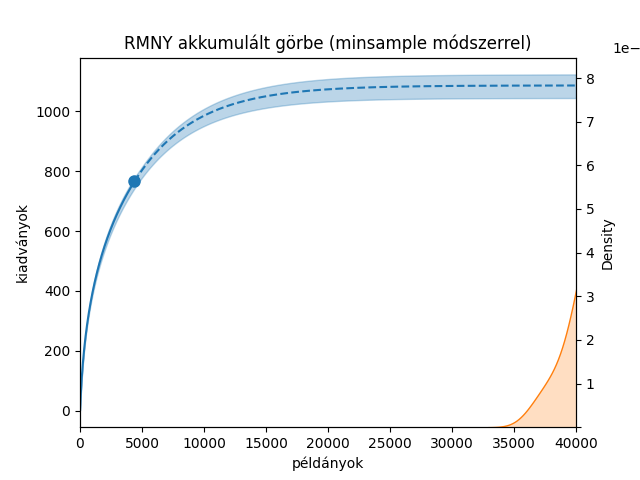 RMNY akkumulált görbe (minsample módszerrel)
1e−
1000
800
600
400
200
0
kiadványok
8
7
6
5
4
3
2
1
Density
0 5000 10000 15000 20000 25000 30000 35000 40000
példányok